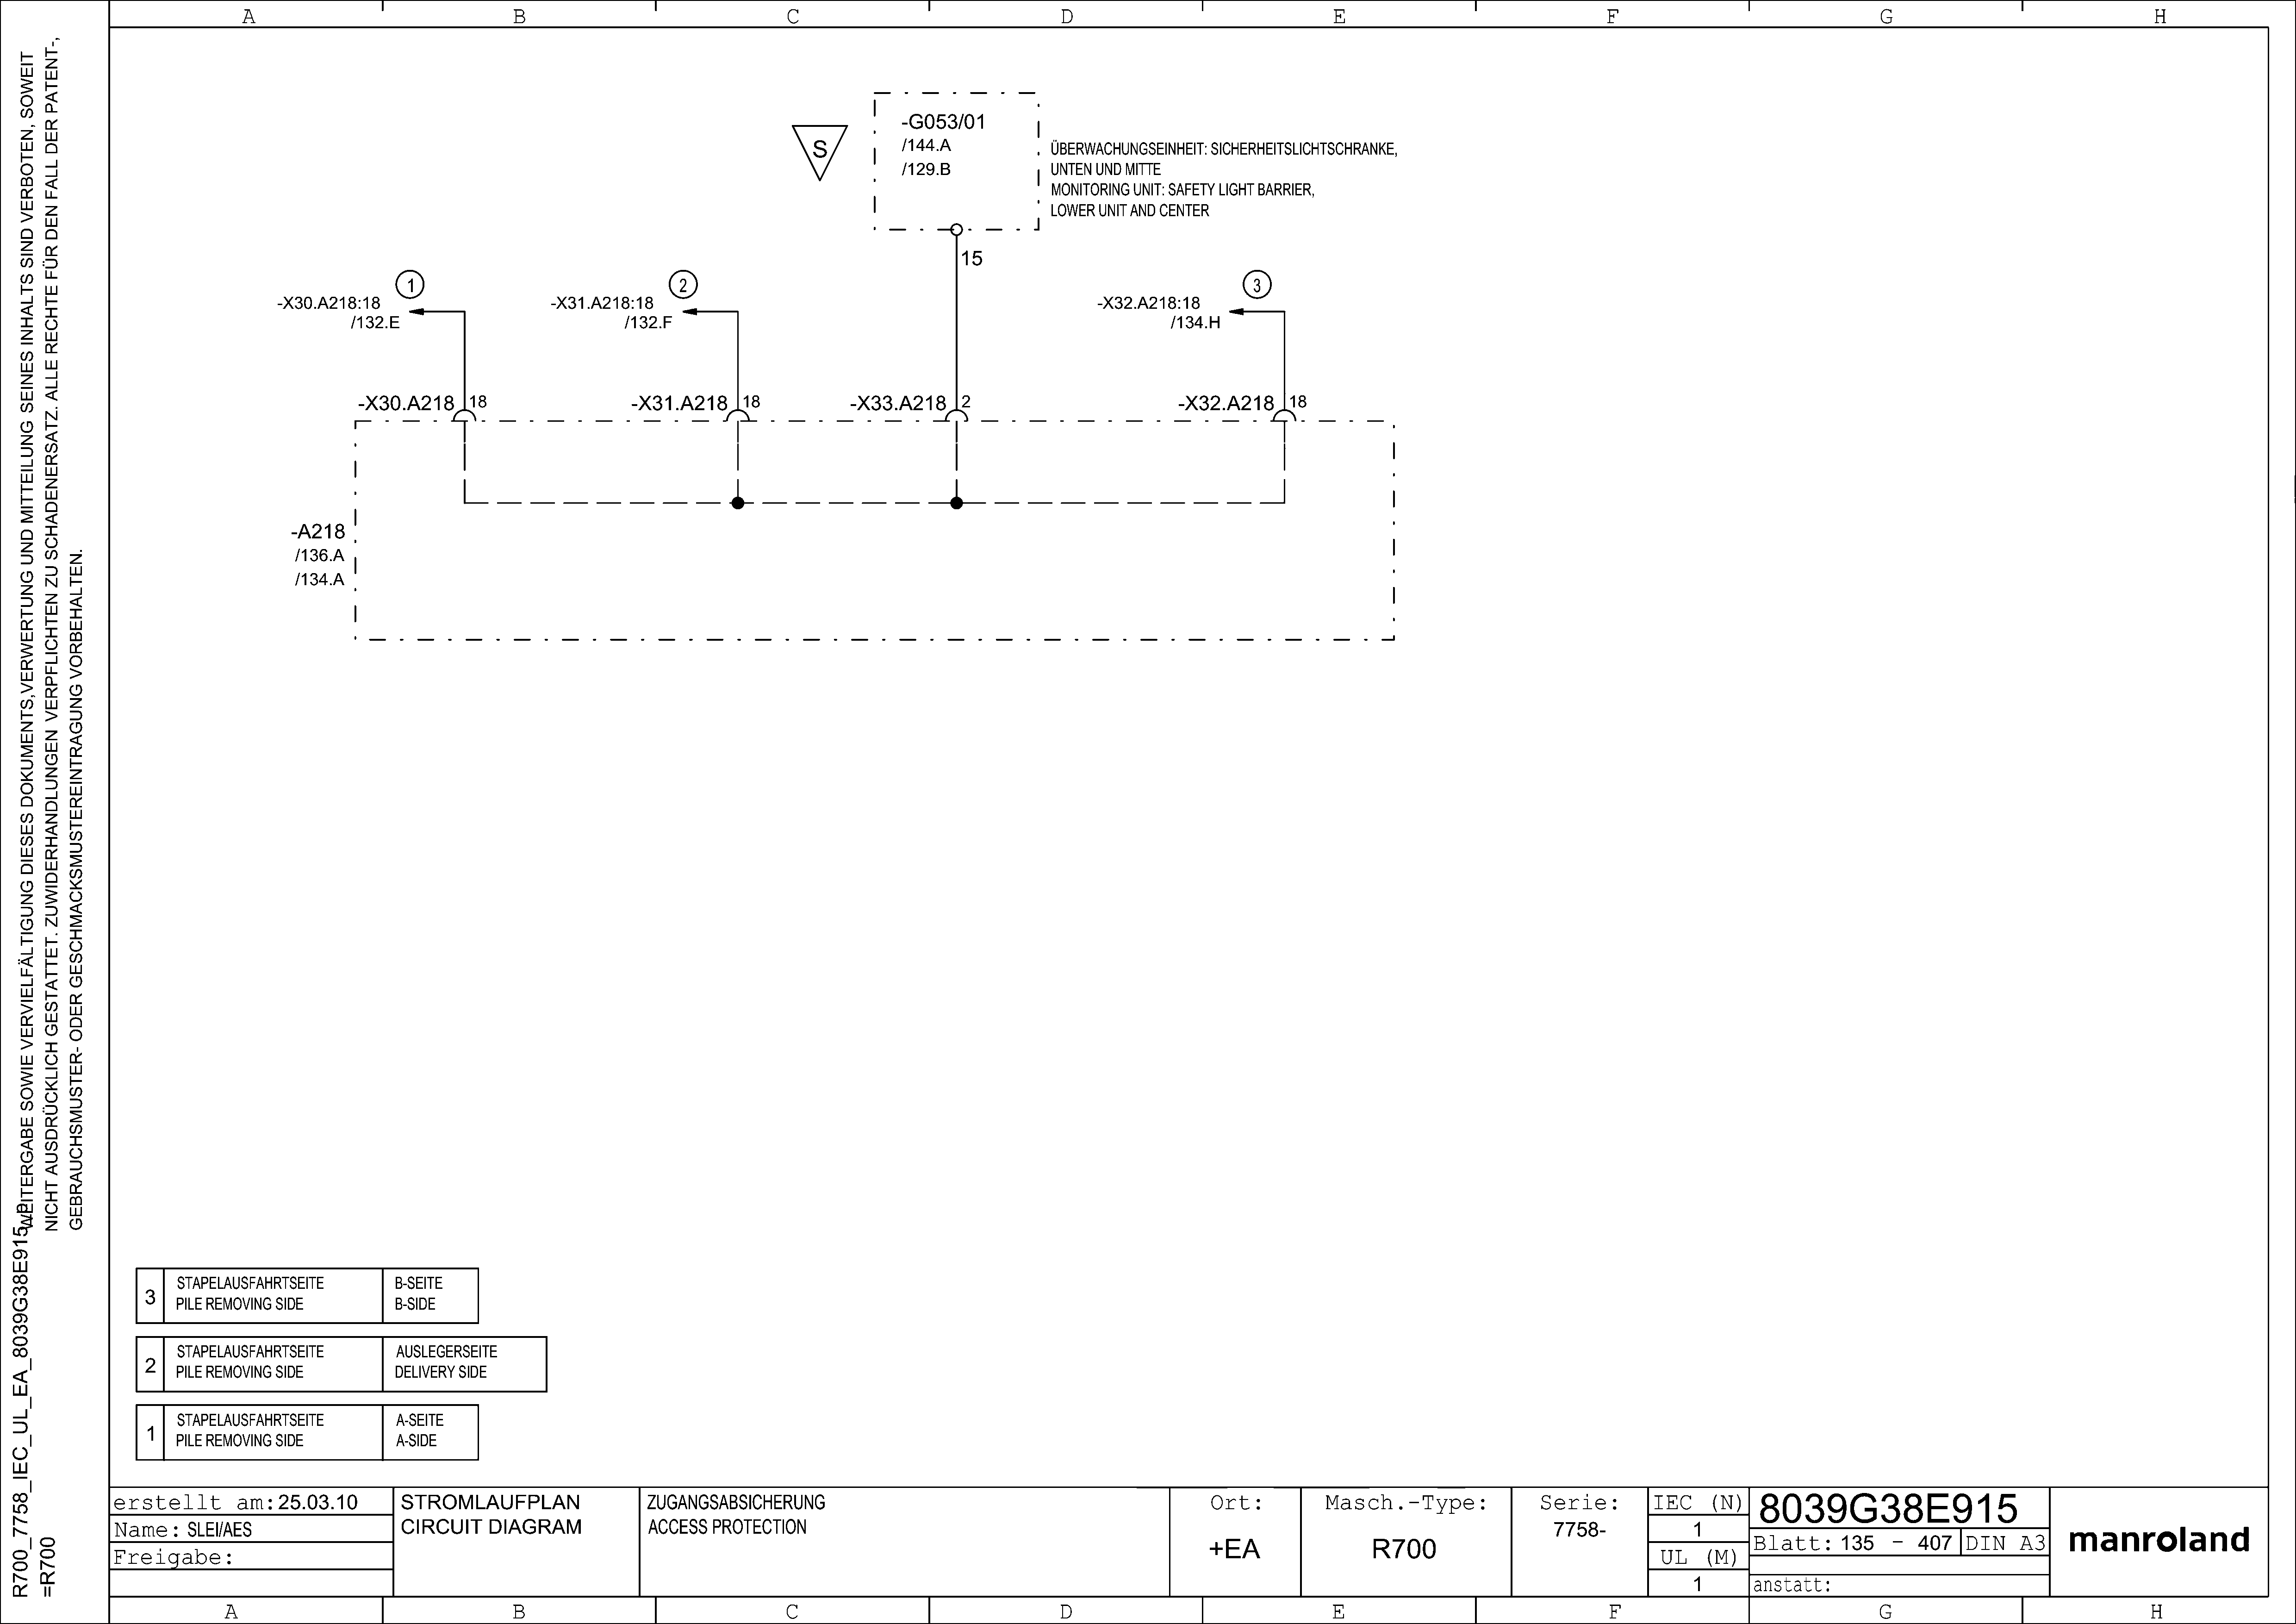 A B C D E F G H
WEITERGABE SOWIE VERVIELFÄLTIGUNG DIESES DOKUMENTS,VERWERTUNG UND MITTEILUNG SEINES INHALTS SIND VERBOTEN, SOWEIT
NICHT AUSDRÜCKLICH GESTATTET. ZUWIDERHANDLUNGEN VERPFLICHTEN ZU SCHADENERSATZ. ALLE RECHTE FÜR DEN FALL DER PATENT-,
GEBRAUCHSMUSTER- ODER GESCHMACKSMUSTEREINTRAGUNG VORBEHALTEN.
R700_7758_IEC_UL_EA_8039G38E915_0
=R700
S
-G053/01
/144.A
/129.B
ÜBERWACHUNGSEINHEIT: SICHERHEITSLICHTSCHRANKE,
UNTEN UND MITTE
MONITORING UNIT: SAFETY LIGHT BARRIER,
LOWER UNIT AND CENTER
15
1
-X30.A218:18
/132.E
2
-X31.A218:18
/132.F
3
-X32.A218:18
/134.H
-X30.A218 18
-X31.A218 18
-X33.A218 2
-X32.A218 18
-A218
/136.A
/134.A
3
STAPELAUSFAHRTSEITE
PILE REMOVING SIDE
B-SEITE
B-SIDE
2
STAPELAUSFAHRTSEITE
PILE REMOVING SIDE
AUSLEGERSEITE
DELIVERY SIDE
1
STAPELAUSFAHRTSEITE
PILE REMOVING SIDE
A-SEITE
A-SIDE
erstellt am: 25.03.10
Name: SLEI/AES
Freigabe:
STROMLAUFPLAN
CIRCUIT DIAGRAM
ZUGANGSABSICHERUNG
ACCESS PROTECTION
Ort:
+EA
Masch.-Type:
R700
Serie:
7758-
IEC (N)
1
UL (M)
1
8039G38E915
Blatt: 135 - 407 DIN A3
anstatt:
manroland
A B C D E F G H